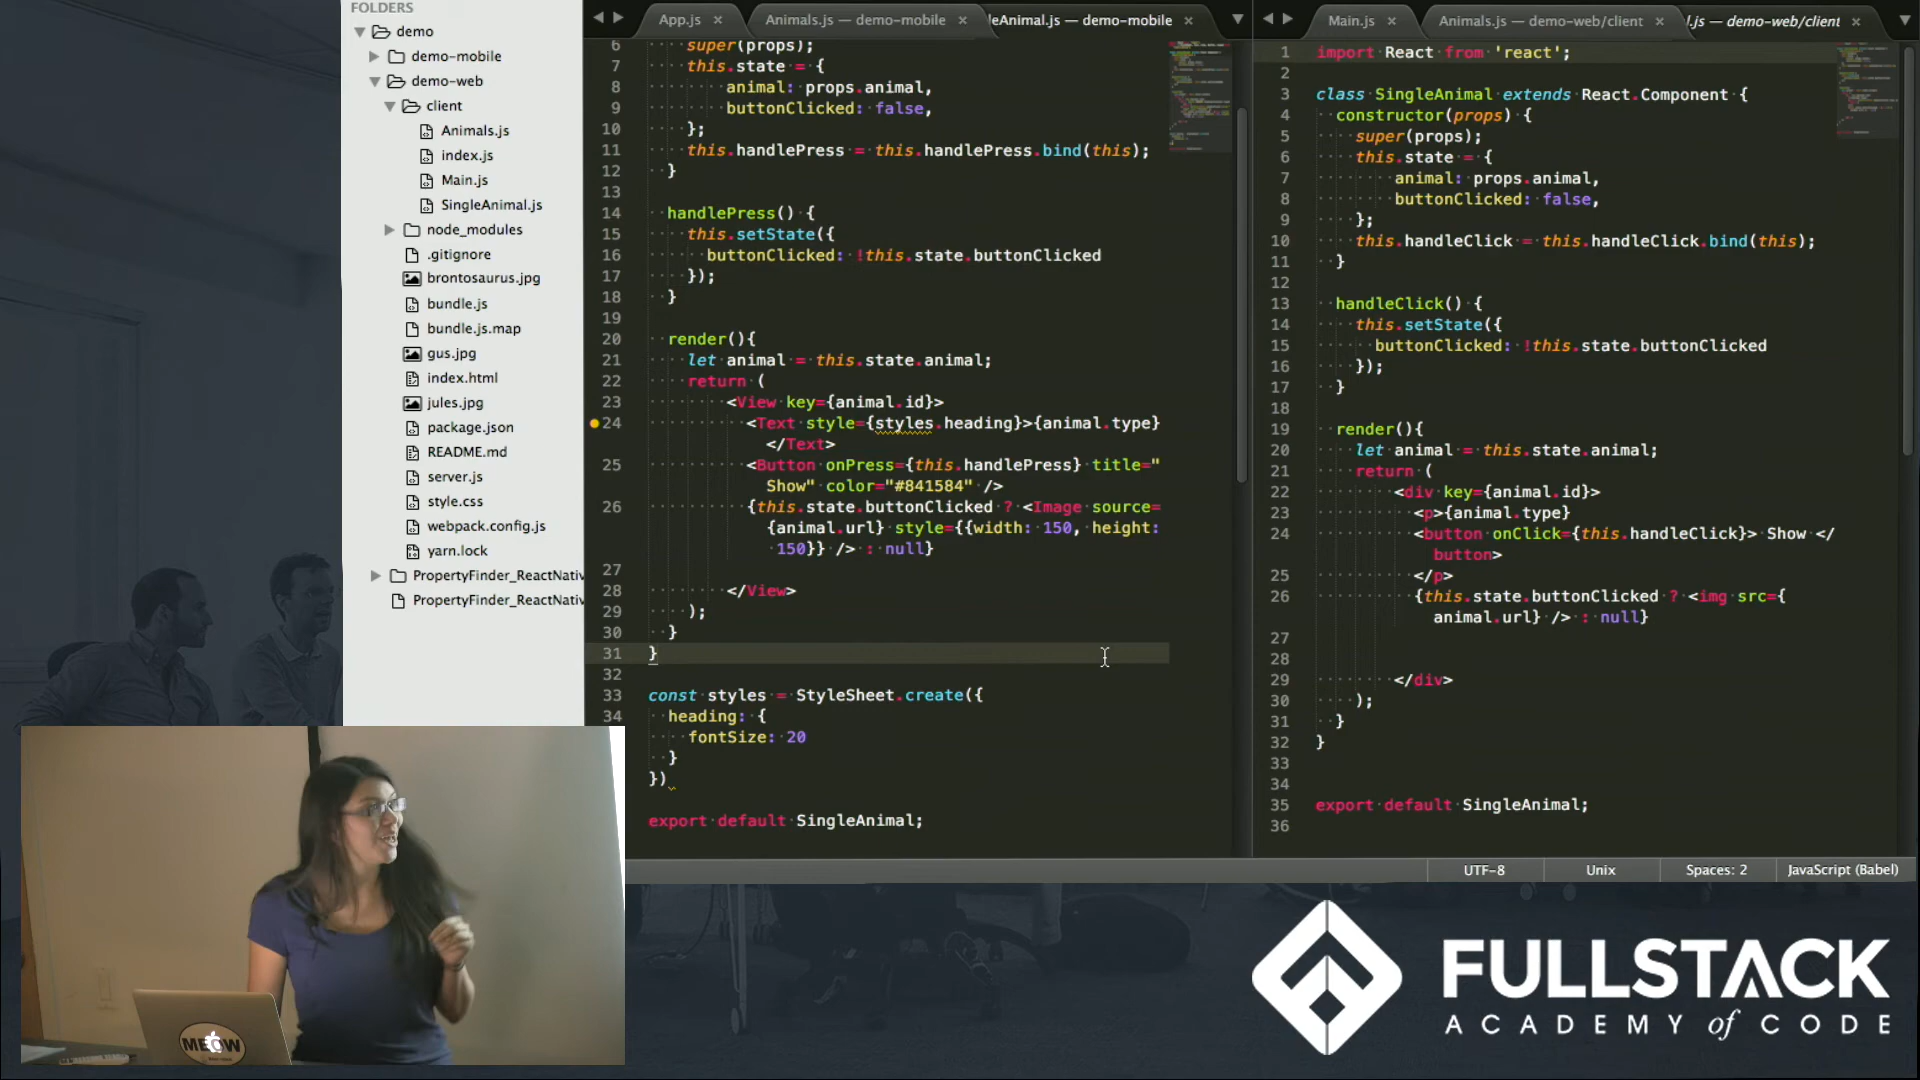 FOLDERS
demo
demo-mobile
demo-web
client
Animals.js
index.js
Main.js
SingleAnimal.js
node_modules
.gitignore
brontosaurus.jpg
bundle.js
bundle.js.map
gus.jpg
index.html
jules.jpg
package.json
README.md
server.js
style.css
webpack.config.js
yarn.lock
PropertyFinder_ReactNativ
PropertyFinder_ReactNativ
App.js × Animals.js — demo-mobile × leAnimal.js — demo-mobile ×
6 super(props);
7 this.state = {
8 animal: props.animal,
9 buttonClicked: false,
10 };
11 this.handlePress = this.handlePress.bind(this);
12 }
13
14 handlePress() {
15 this.setState({
16 buttonClicked: !this.state.buttonClicked
17 });
18 }
19
20 render(){
21 let animal = this.state.animal;
22 return (
23 <View key={animal.id}>
24 <Text style={styles.heading}>{animal.type}
</Text>
25 <Button onPress={this.handlePress} title="
Show" color="#841584" />
26 {this.state.buttonClicked ? <Image source=
{animal.url} style={{width: 150, height:
150}} /> : null}
27
28 </View>
29 );
30 }
31 }
32
33 const styles = StyleSheet.create({
34 heading: {
fontSize: 20
}
})
export default SingleAnimal;
Main.js × Animals.js — demo-web/client × l.js — demo-web/client ×
1 import React from 'react';
2
3 class SingleAnimal extends React.Component {
4 constructor(props) {
5 super(props);
6 this.state = {
7 animal: props.animal,
8 buttonClicked: false,
9 };
10 this.handleClick = this.handleClick.bind(this);
11 }
12
13 handleClick() {
14 this.setState({
15 buttonClicked: !this.state.buttonClicked
16 });
17 }
18
19 render(){
20 let animal = this.state.animal;
21 return (
22 <div key={animal.id}>
23 <p>{animal.type}
24 <button onClick={this.handleClick}> Show </
button>
25 </p>
26 {this.state.buttonClicked ? <img src={
animal.url} /> : null}
27
28
29 </div>
30 );
31 }
32 }
33
34
35 export default SingleAnimal;
36
UTF-8 Unix Spaces: 2 JavaScript (Babel)
MEOW
FULLSTACK
ACADEMY of CODE